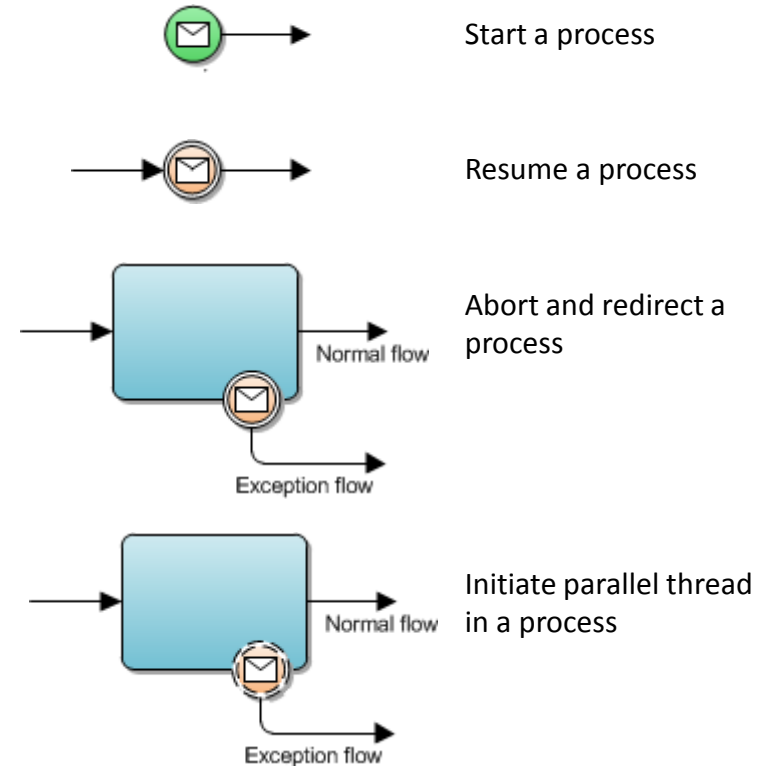 Start a process
Resume a process
Abort and redirect a
process
Normal flow
Exception flow
Initiate parallel thread
in a process
Normal flow
Exception flow